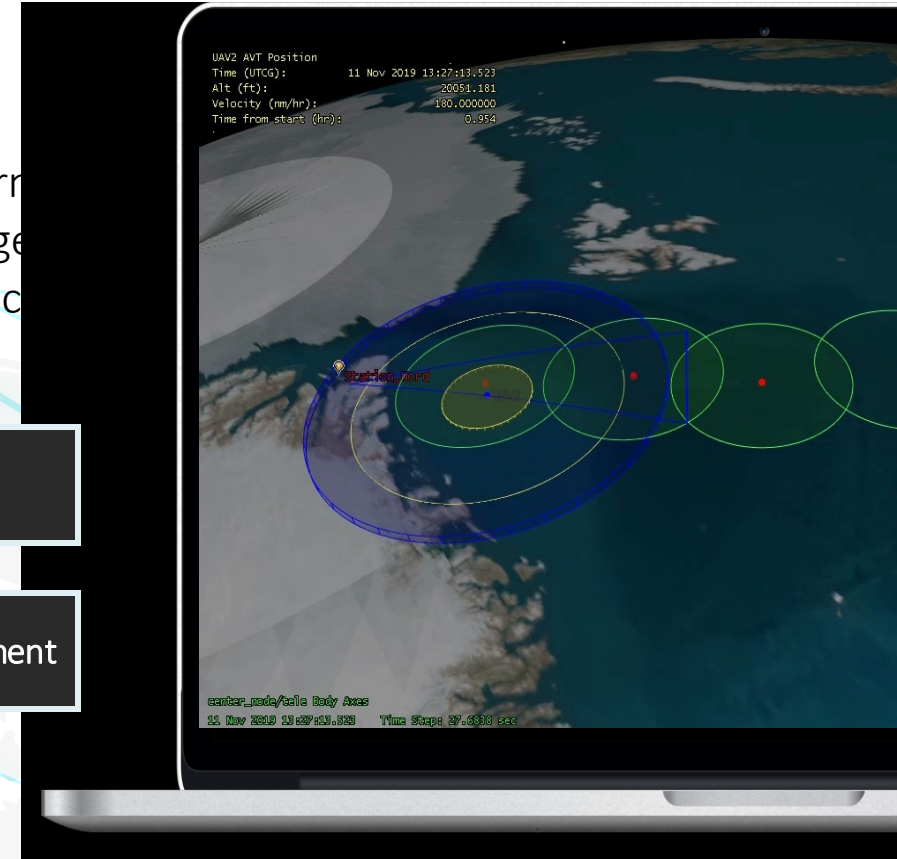 UAV2 AVT Position
Time (UTCG): 11 Nov 2019 13:27:13.523
Alt (ft): 20051.181
Velocity (nm/hr): 180.000000
Time from start (hr): 0.954
ge
c
Station_Nord
UAV2
ment
center_node/tele Body Axes
11 Nov 2019 13:27:13.523 Time Step: 27.6838 sec